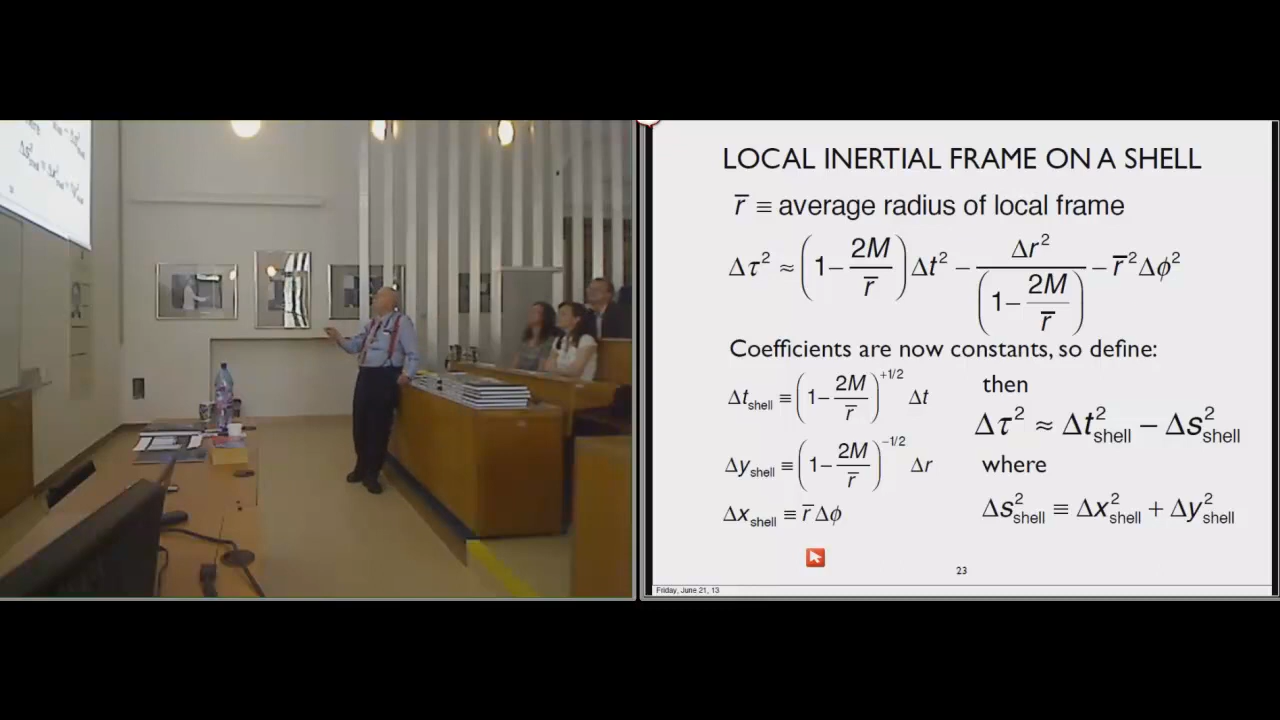 LOCAL INERTIAL FRAME ON A SHELL
r̅ ≡ average radius of local frame
Δτ² ≈ (1 − 2M/r̅) Δt² − Δr²/(1 − 2M/r̅) − r̅²Δϕ²
Coefficients are now constants, so define:
Δt_shell ≡ (1 − 2M/r̅)^{+1/2} Δt
then
Δτ² ≈ Δt²_shell − Δs²_shell
Δy_shell ≡ (1 − 2M/r̅)^{−1/2} Δr
where
Δx_shell ≡ r̅Δϕ
Δs²_shell ≡ Δx²_shell + Δy²_shell
23
Friday, June 21, 13